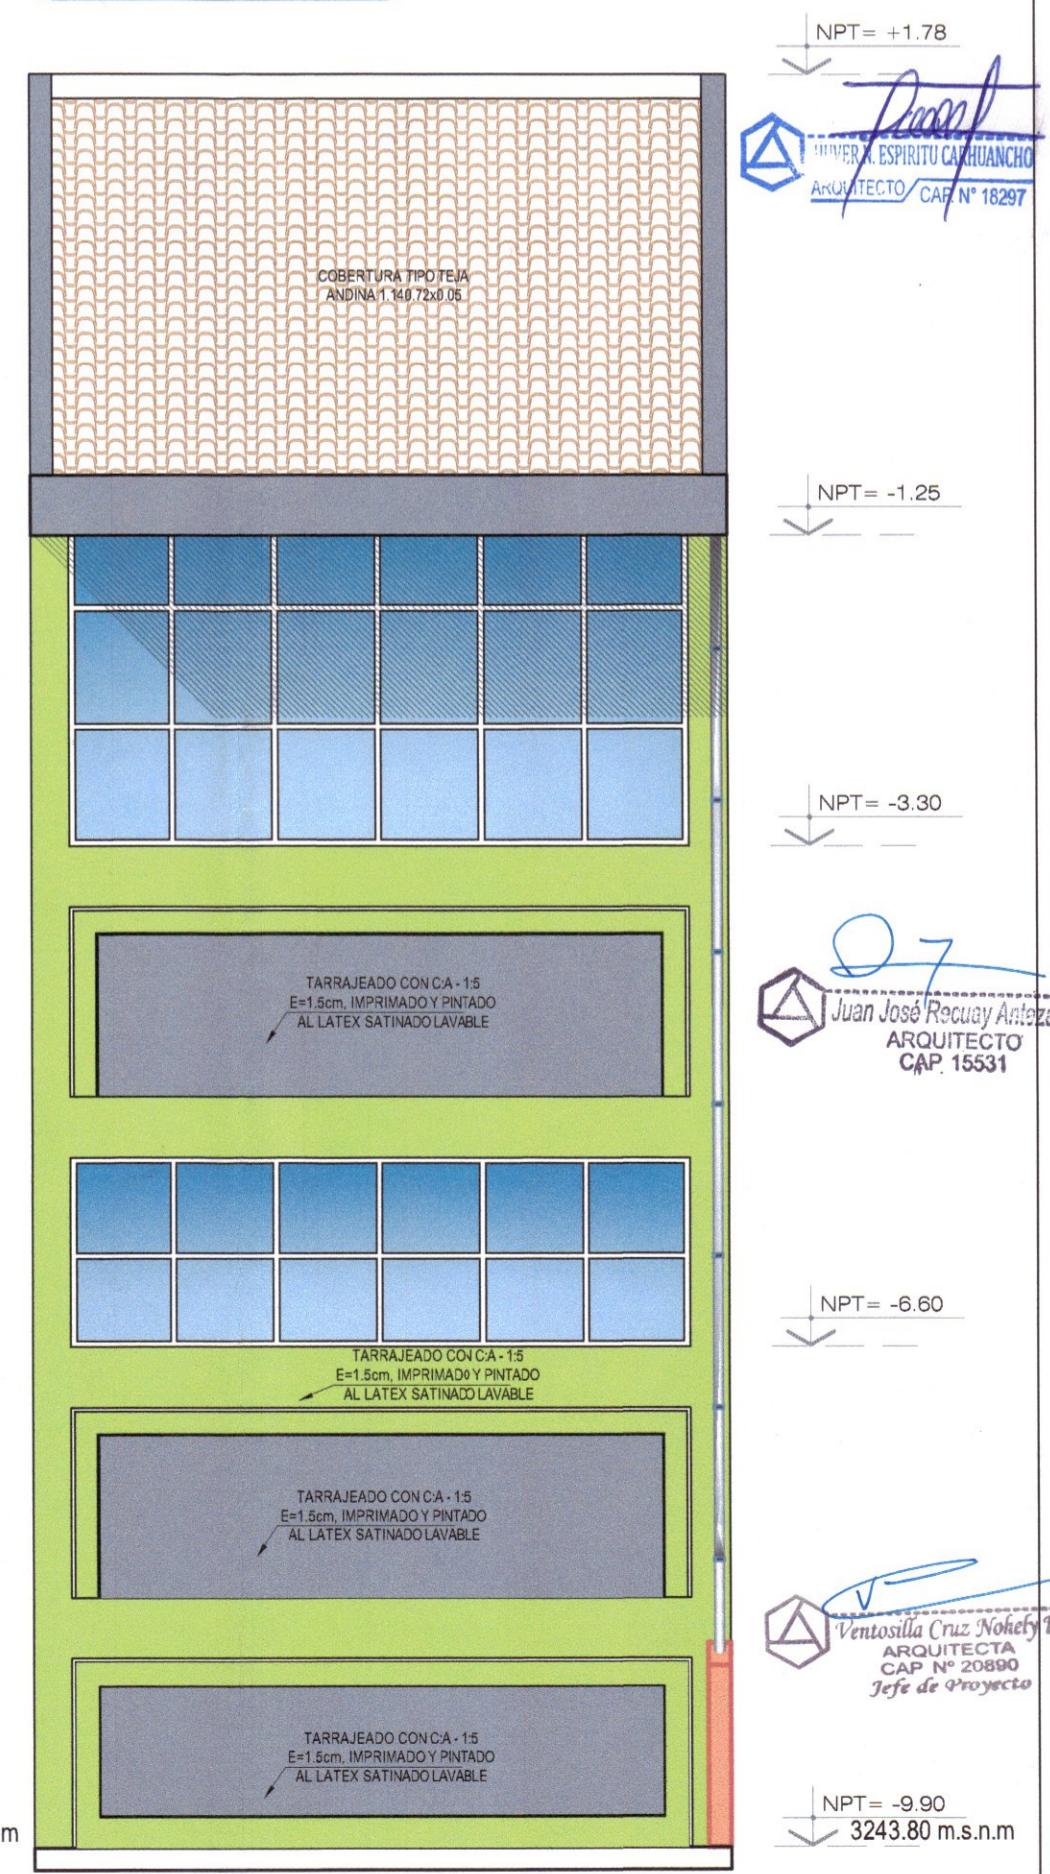 NPT= +1.78
HUVER N. ESPIRITU CARHUANCHO
ARQUITECTO CAP. N° 18297
COBERTURA TIPO TEJA
ANDINA 1.140.72x0.05
NPT= -1.25
NPT= -3.30
TARRAJEADO CON C:A - 1:5
E=1.5cm, IMPRIMADO Y PINTADO
AL LATEX SATINADO LAVABLE
Juan José Recuay
ARQUITECTO
CAP. 15531
NPT= -6.60
TARRAJEADO CON C:A - 1:5
E=1.5cm, IMPRIMADO Y PINTADO
AL LATEX SATINADO LAVABLE
TARRAJEADO CON C:A - 1:5
E=1.5cm, IMPRIMADO Y PINTADO
AL LATEX SATINADO LAVABLE
Ventosilla Cruz Nohely
ARQUITECTA
CAP N° 20890
Jefe de Proyecto
TARRAJEADO CON C:A - 1:5
E=1.5cm, IMPRIMADO Y PINTADO
AL LATEX SATINADO LAVABLE
NPT= -9.90
m
3243.80 m.s.n.m